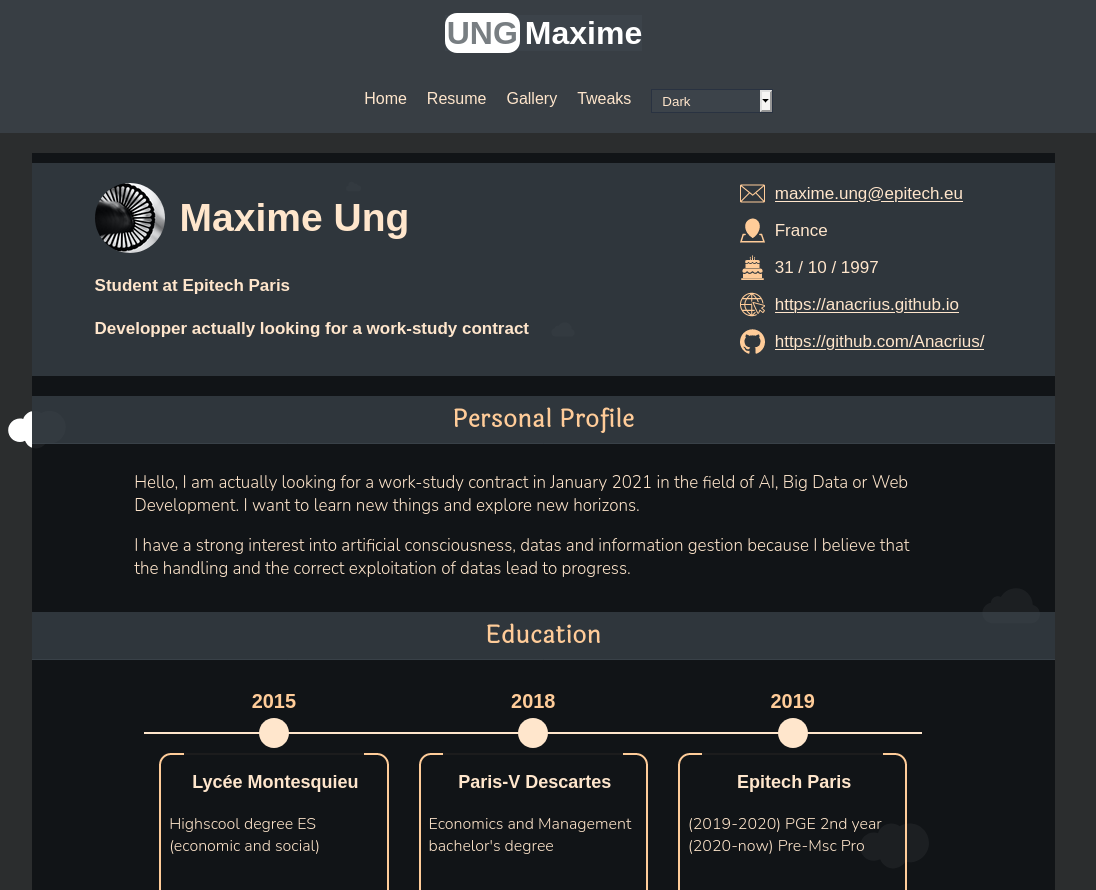 UNG Maxime
Home Resume Gallery Tweaks Dark
Maxime Ung
Student at Epitech Paris
Developper actually looking for a work-study contract
maxime.ung@epitech.eu
France
31 / 10 / 1997
https://anacrius.github.io
https://github.com/Anacrius/
Personal Profile
Hello, I am actually looking for a work-study contract in January 2021 in the field of AI, Big Data or Web
Development. I want to learn new things and explore new horizons.
I have a strong interest into artificial consciousness, datas and information gestion because I believe that
the handling and the correct exploitation of datas lead to progress.
Education
2015
Lycée Montesquieu
Highscool degree ES
(economic and social)
2018
Paris-V Descartes
Economics and Management
bachelor's degree
2019
Epitech Paris
(2019-2020) PGE 2nd year
(2020-now) Pre-Msc Pro